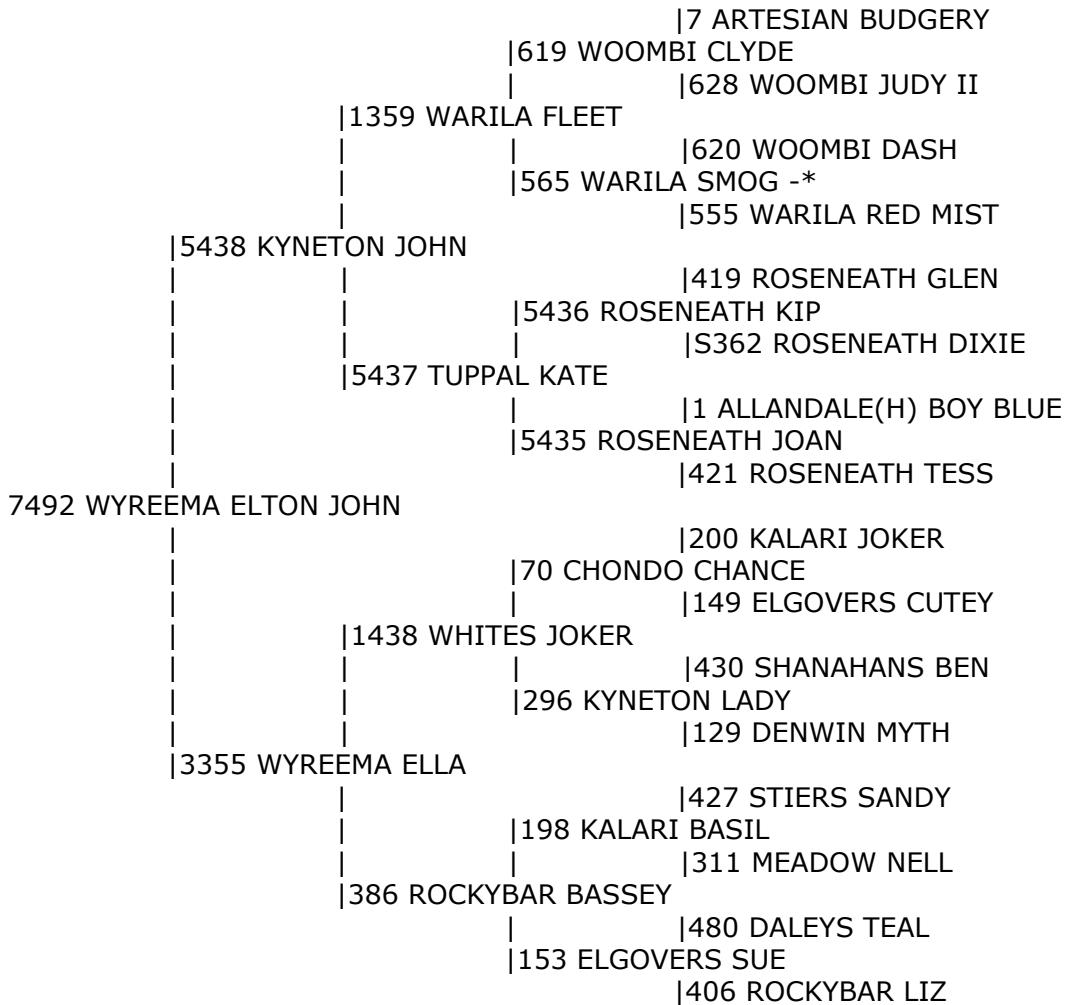 |7 ARTESIAN BUDGERY
|619 WOOMBI CLYDE
| |628 WOOMBI JUDY II
|1359 WARILA FLEET
| | |620 WOOMBI DASH
| |565 WARILA SMOG -*
| |555 WARILA RED MIST
|5438 KYNETON JOHN
| | |419 ROSENEATH GLEN
| | |5436 ROSENEATH KIP
| | | |S362 ROSENEATH DIXIE
| |5437 TUPPAL KATE
| | |1 ALLANDALE(H) BOY BLUE
| |5435 ROSENEATH JOAN
| |421 ROSENEATH TESS
7492 WYREEMA ELTON JOHN
| |200 KALARI JOKER
| |70 CHONDO CHANCE
| | |149 ELGOVERS CUTEY
| |1438 WHITES JOKER
| | | |430 SHANAHANS BEN
| | |296 KYNETON LADY
| | |129 DENWIN MYTH
|3355 WYREEMA ELLA
| |427 STIERS SANDY
| |198 KALARI BASIL
| | |311 MEADOW NELL
|386 ROCKYBAR BASSEY
| |480 DALEYS TEAL
|153 ELGOVERS SUE
|406 ROCKYBAR LIZ